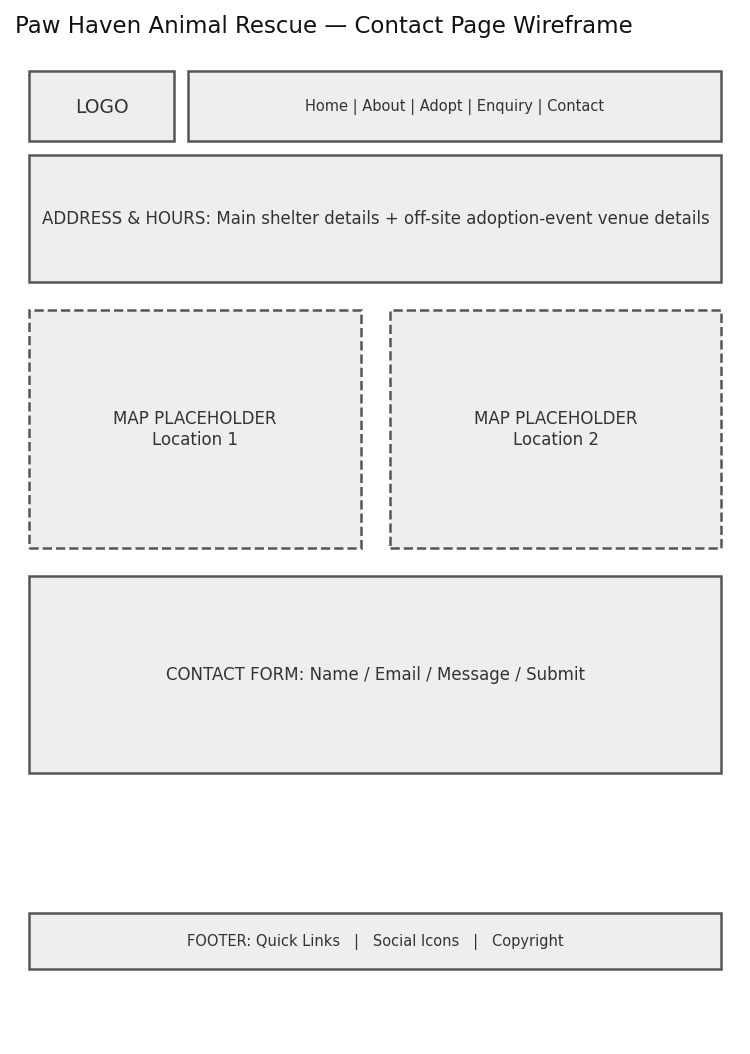 Paw Haven Animal Rescue — Contact Page Wireframe
LOGO
Home | About | Adopt | Enquiry | Contact
ADDRESS & HOURS: Main shelter details + off-site adoption-event venue details
MAP PLACEHOLDER
Location 1
MAP PLACEHOLDER
Location 2
CONTACT FORM: Name / Email / Message / Submit
FOOTER: Quick Links | Social Icons | Copyright